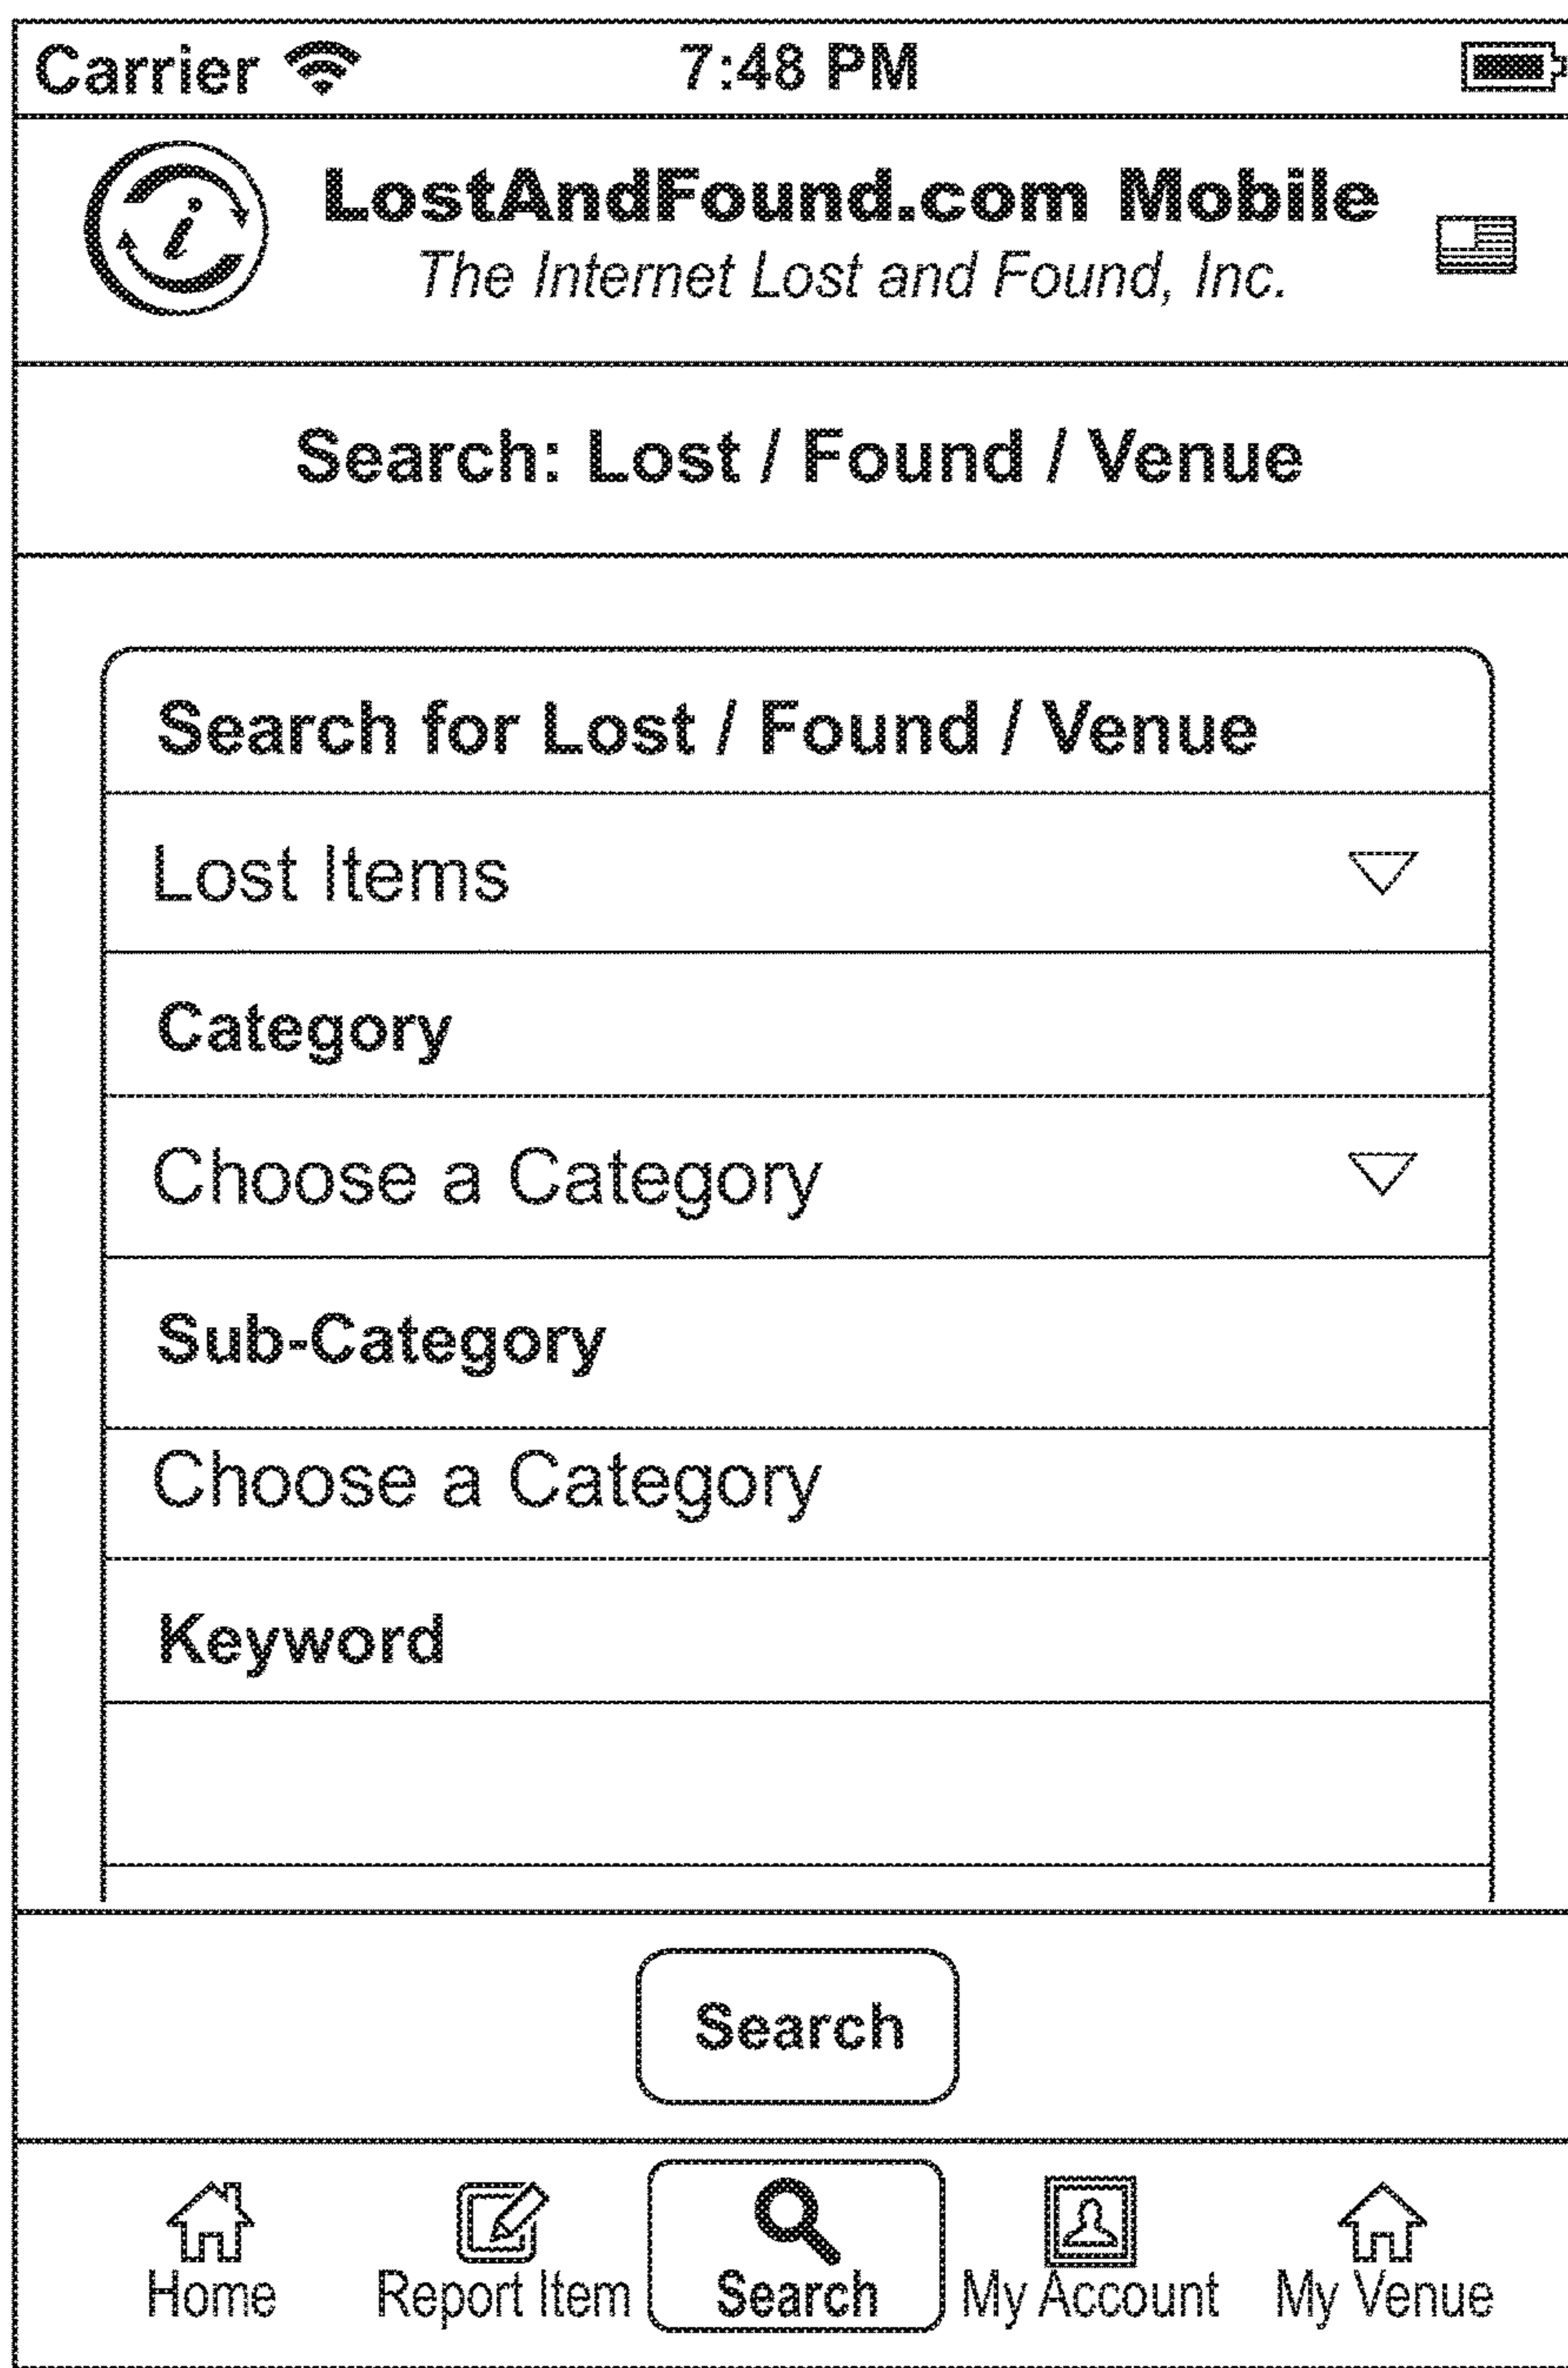 Carrier 7:48 PM
i
LostAndFound.com Mobile
The Internet Lost and Found, Inc.
Search: Lost / Found / Venue
Search for Lost / Found / Venue
Lost Items
Category
Choose a Category
Sub-Category
Choose a Category
Keyword
Search
Home Report Item Search My Account My Venue